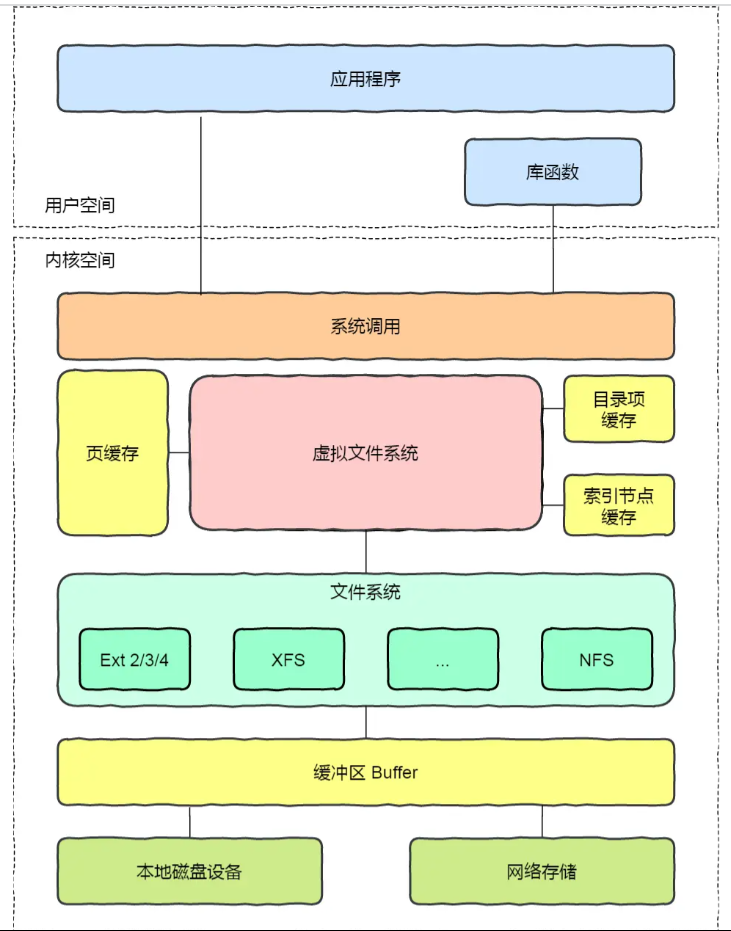 应用程序
库函数
用户空间
内核空间
系统调用
页缓存
虚拟文件系统
目录项
缓存
索引节点
缓存
文件系统
Ext 2/3/4
XFS
...
NFS
缓冲区 Buffer
本地磁盘设备
网络存储